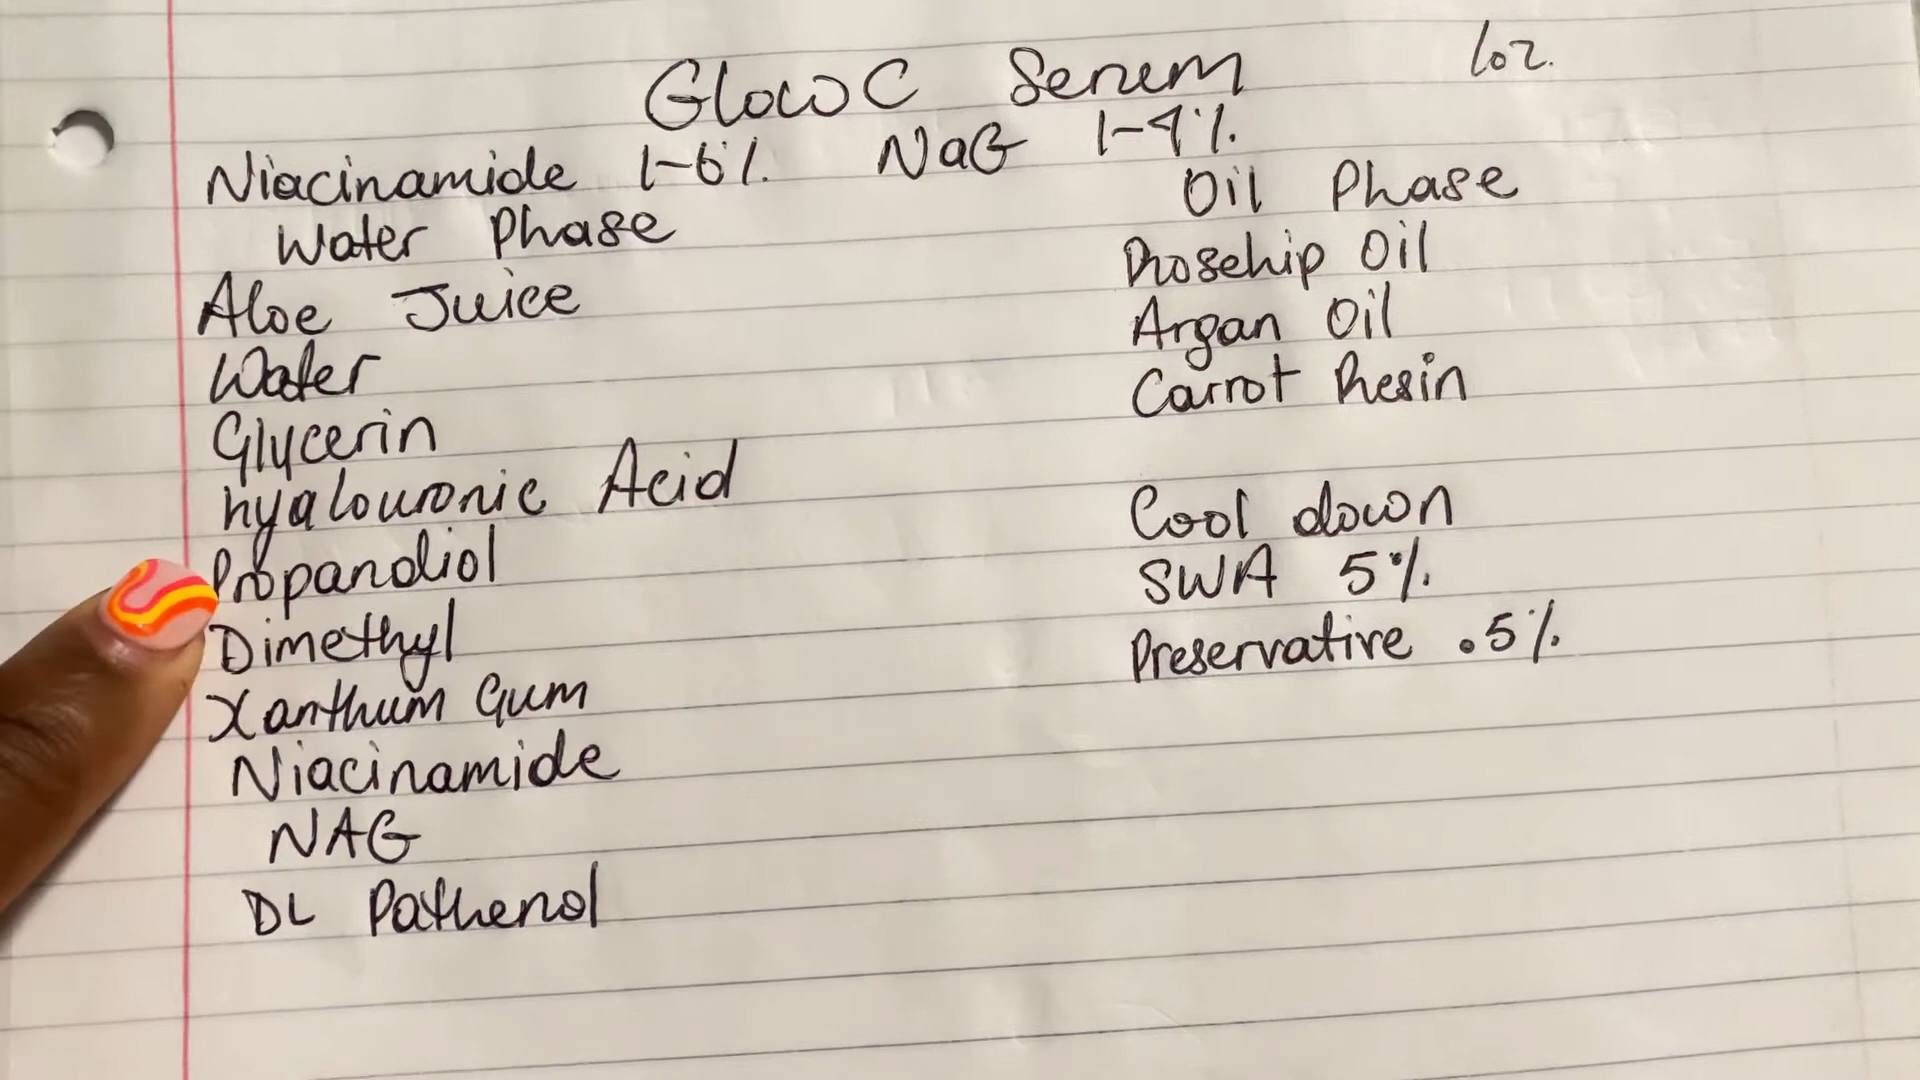 GlowC Serum 1oz.
Niacinamide 1-6% NaG 1-4%
Water Phase
Aloe Juice
Water
Glycerin
hyalouronic Acid
Propandiol
Dimethyl
Xanthum Gum
Niacinamide
NAG
DL Pathenol
Oil Phase
Rosehip Oil
Argan Oil
Carrot Resin
Cool down
SWA 5%
Preservative .5%